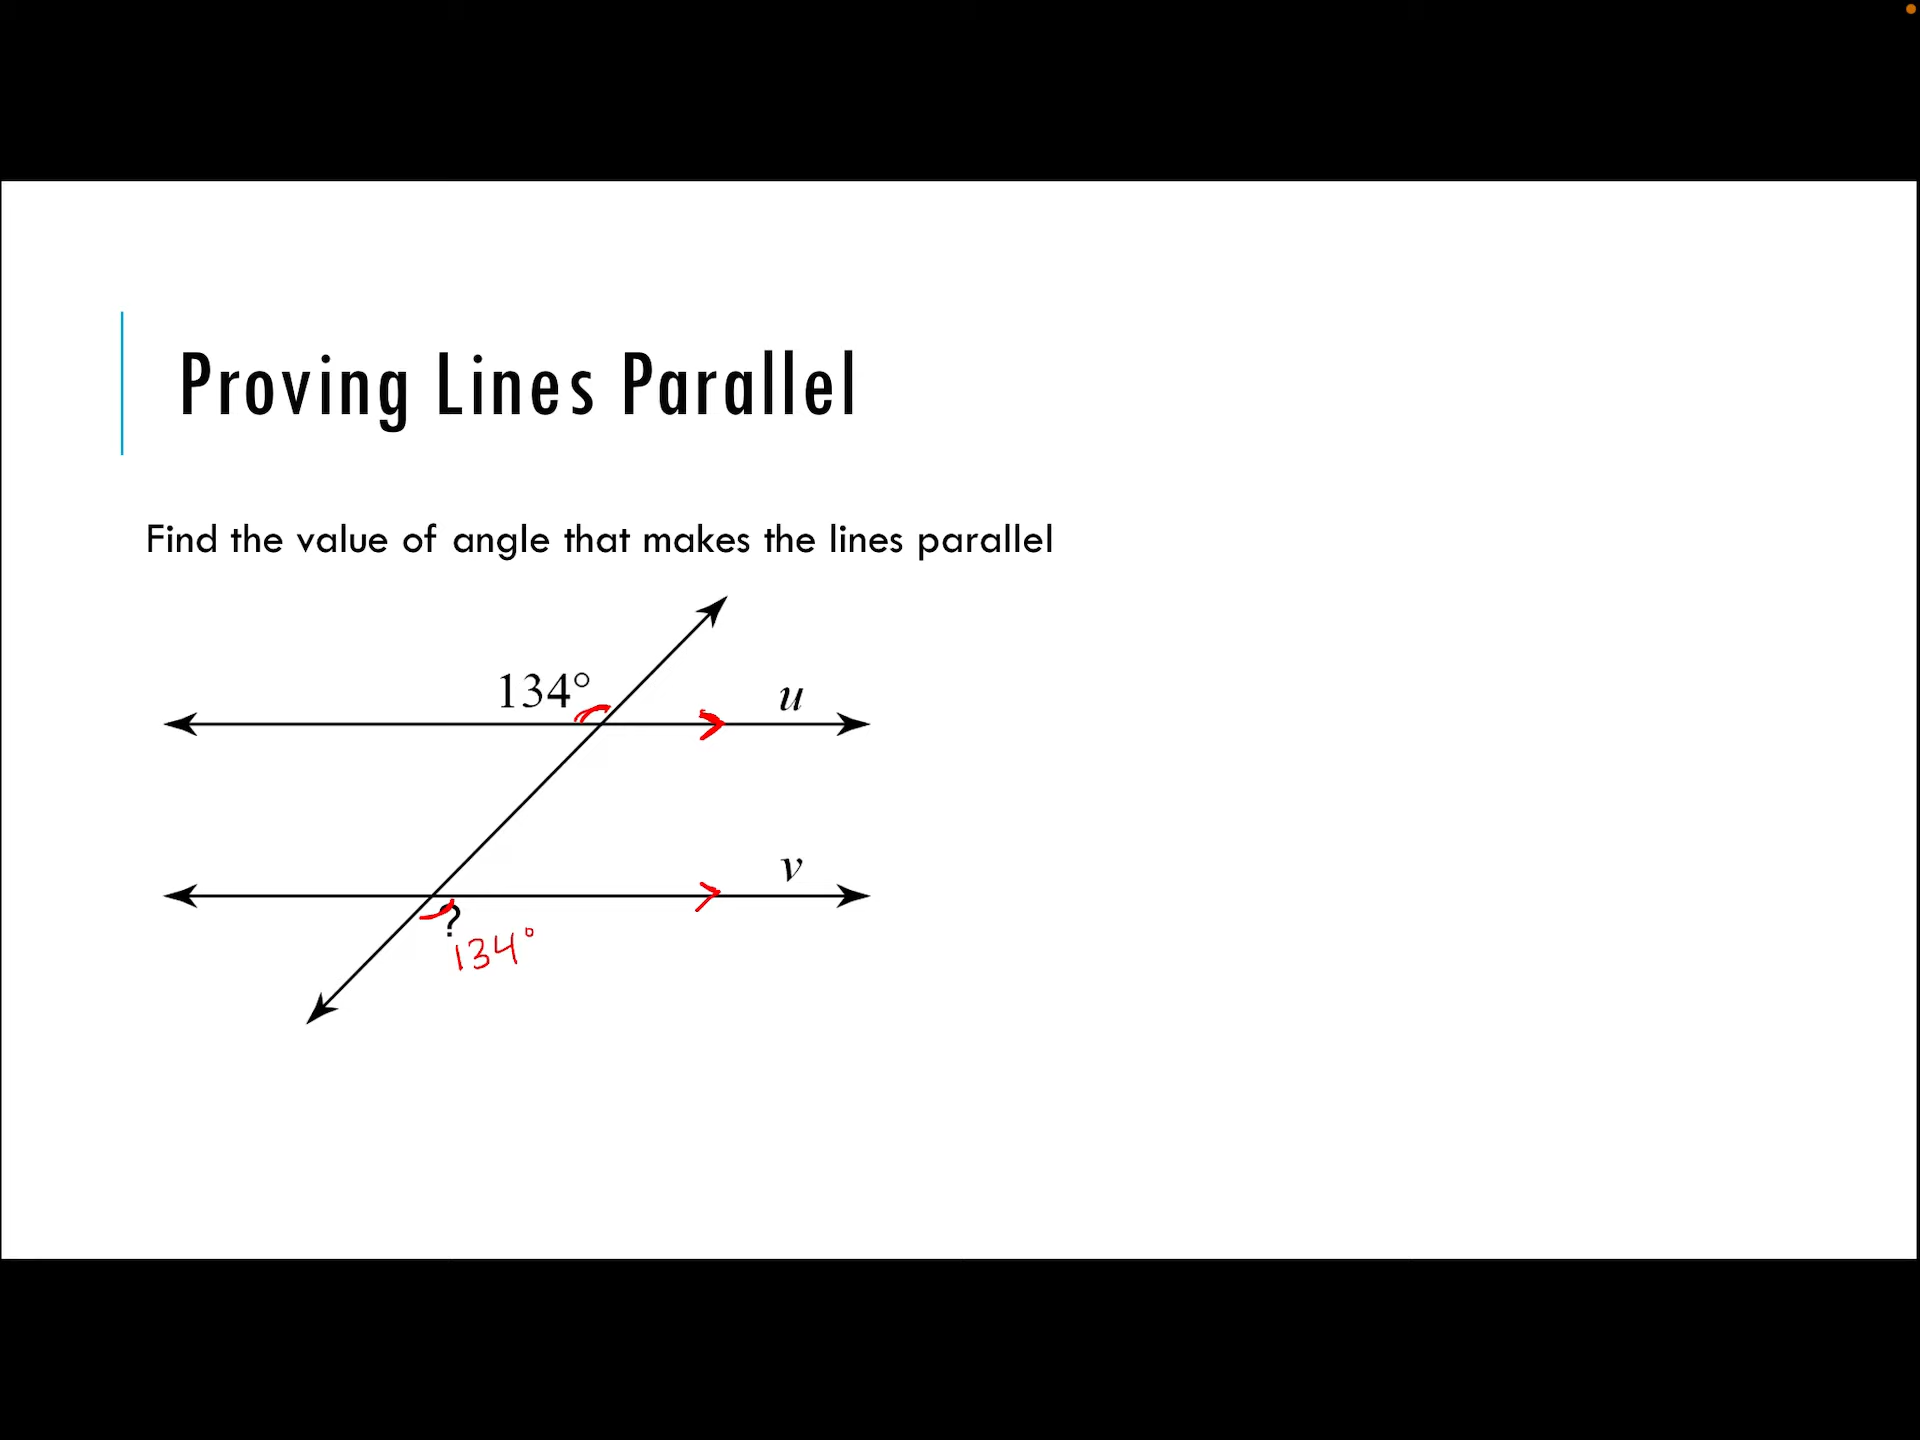 Proving Lines Parallel
Find the value of angle that makes the lines parallel
134°
u
v
?
134°